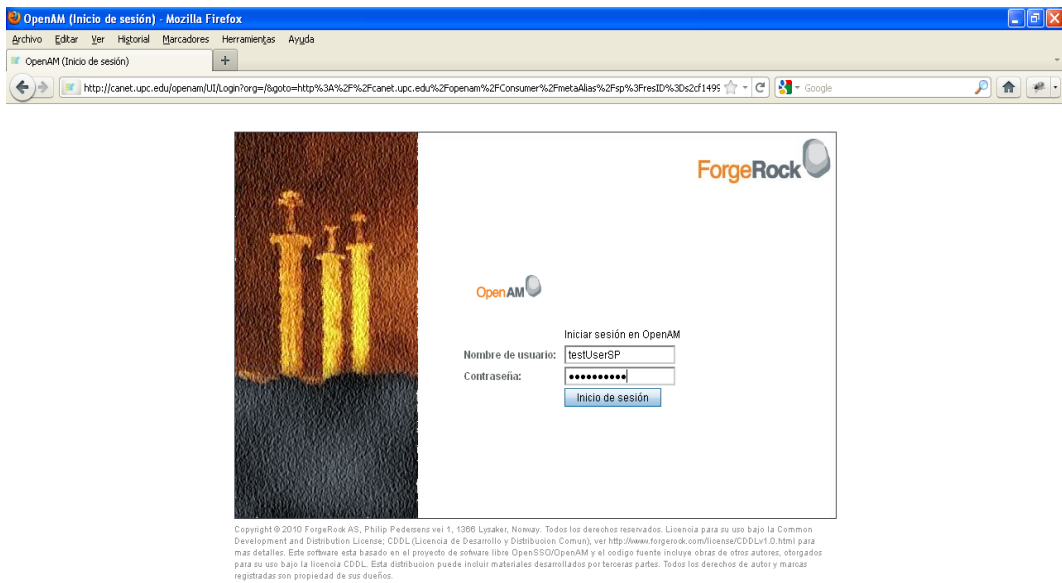 OpenAM (Inicio de sesión) - Mozilla Firefox
Archivo Editar Ver Historial Marcadores Herramientas Ayuda
OpenAM (Inicio de sesión)
http://canet.upc.edu/openam/UI/Login?org=/&goto=http%3A%2F%2Fcanet.upc.edu%2Fopenam%2FConsumer%2FmetaAlias%2Fsp%3FresID%3Ds2cf1495 Google
ForgeRock
OpenAM
Iniciar sesión en OpenAM
Nombre de usuario: testUserSP
Contraseña: ••••••••••
Inicio de sesión
Copyright © 2010 ForgeRock AS, Philip Pedersens vei 1, 1366 Lysaker, Norway. Todos los derechos reservados. Licencia para su uso bajo la Common
Development and Distribution License; CDDL (Licencia de Desarrollo y Distribucion Comun), ver http://www.forgerock.com/license/CDDLv1.0.html para
mas detalles. Este software esta basado en el proyecto de sofware libre OpenSSO/OpenAM y el codigo fuente incluye obras de otros autores, otorgados
para su uso bajo la licencia CDDL. Esta distribucion puede incluir materiales desarrollados por terceras partes. Todos los derechos de autor y marcas
registradas son propiedad de sus dueños.